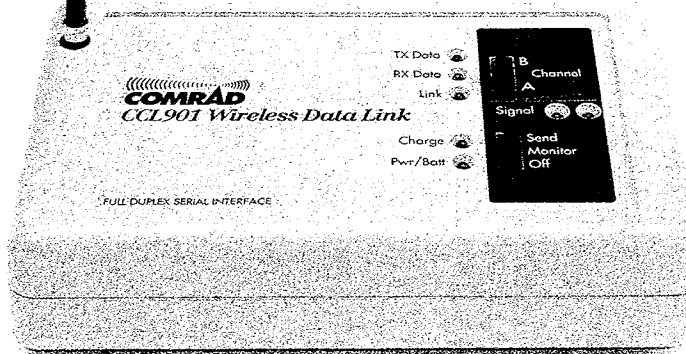 COMRAD
CCL901 Wireless Data Link
FULL DUPLEX SERIAL INTERFACE
TX Data
RX Data
Link
Charge
Pwr/Batt
B
Channel
A
Signal
Send
Monitor
Off